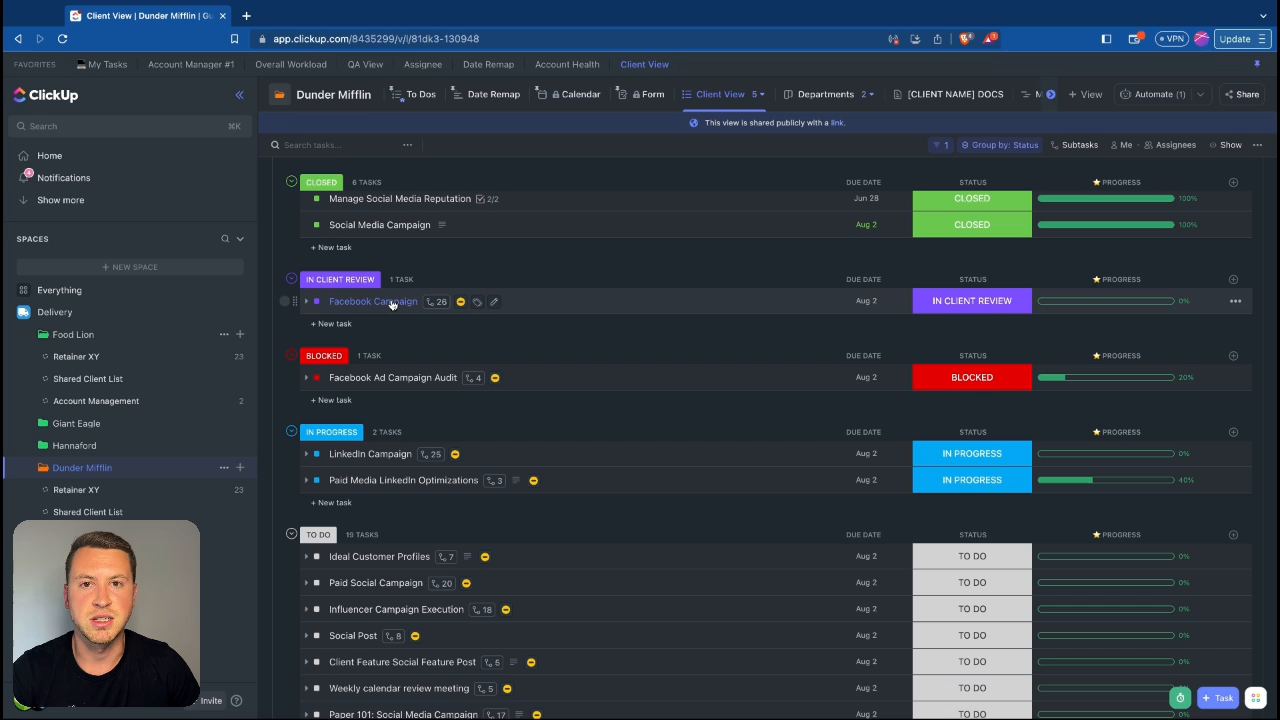 Client View | Dunder Mifflin | Gu
app.clickup.com/8435299/v/l/81dk3-130948
VPN
Update
FAVORITES
My Tasks
Account Manager #1
Overall Workload
QA View
Assignee
Date Remap
Account Health
Client View
ClickUp
Dunder Mifflin
To Dos
Date Remap
Calendar
Form
Client View 5
Departments 2
[CLIENT NAME] DOCS
M
+ View
Automate (1)
Share
Search ⌘K
This view is shared publicly with a link.
Search tasks...
1
Group by: Status
Subtasks
Me
Assignees
Show
Home
4
Notifications
Show more
SPACES
+ NEW SPACE
Everything
Delivery
Food Lion
Retainer XY 23
Shared Client List
Account Management 2
Giant Eagle
Hannaford
Dunder Mifflin
Retainer XY 23
Shared Client List
Invite
CLOSED 6 TASKS DUE DATE STATUS PROGRESS
Manage Social Media Reputation 2/2 Jun 28 CLOSED 100%
Social Media Campaign Aug 2 CLOSED 100%
+ New task
IN CLIENT REVIEW 1 TASK DUE DATE STATUS PROGRESS
Facebook Campaign 26 Aug 2 IN CLIENT REVIEW 0%
+ New task
BLOCKED 1 TASK DUE DATE STATUS PROGRESS
Facebook Ad Campaign Audit 4 Aug 2 BLOCKED 20%
+ New task
IN PROGRESS 2 TASKS DUE DATE STATUS PROGRESS
LinkedIn Campaign 25 Aug 2 IN PROGRESS 0%
Paid Media LinkedIn Optimizations 3 Aug 2 IN PROGRESS 40%
+ New task
TO DO 19 TASKS DUE DATE STATUS PROGRESS
Ideal Customer Profiles 7 Aug 2 TO DO 0%
Paid Social Campaign 20 Aug 2 TO DO 0%
Influencer Campaign Execution 18 Aug 2 TO DO 0%
Social Post 8 Aug 2 TO DO 0%
Client Feature Social Feature Post 5 Aug 2 TO DO 0%
Weekly calendar review meeting 5 Aug 2 TO DO
Paper 101: Social Media Campaign 17 Aug 2 TO DO 0%
+ Task